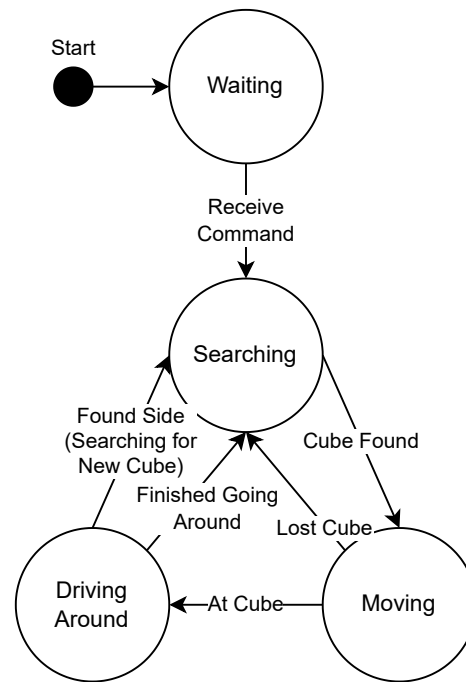 Start
Waiting
Receive
Command
Searching
Found Side
(Searching for
New Cube)
Cube Found
Finished Going
Around
Lost Cube
Driving
Around
At Cube
Moving